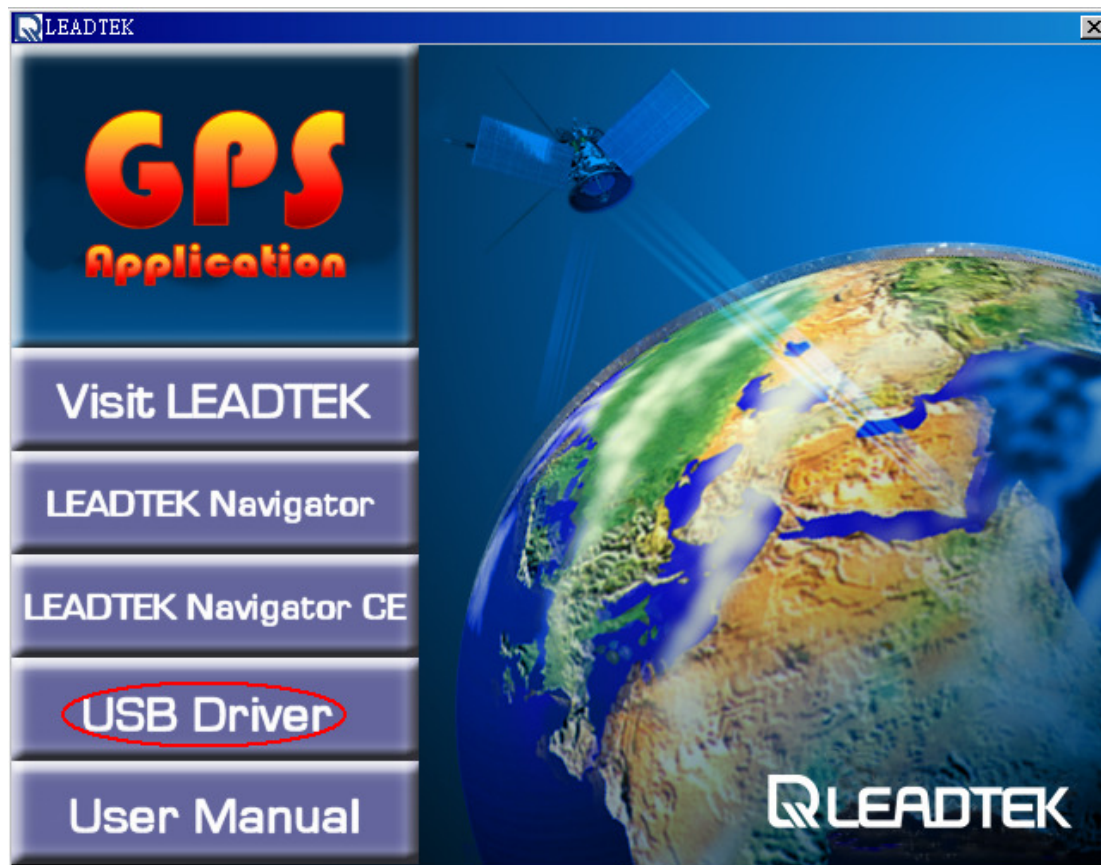 LEADTEK
GPS
Application
Visit LEADTEK
LEADTEK Navigator
LEADTEK Navigator CE
USB Driver
User Manual
LEADTEK